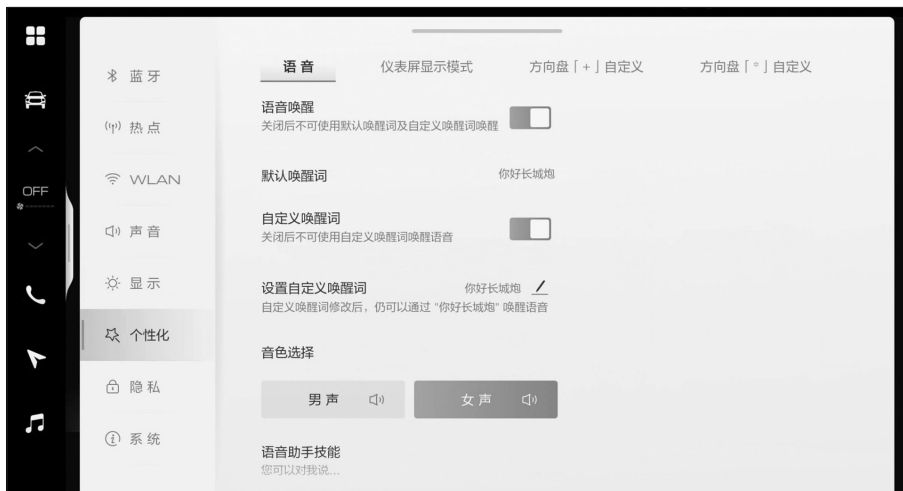 OFF
蓝牙
热点
WLAN
声音
显示
个性化
隐私
系统
语音 仪表屏显示模式 方向盘「+」自定义 方向盘「*」自定义
语音唤醒
关闭后不可使用默认唤醒词及自定义唤醒词唤醒
默认唤醒词 你好长城炮
自定义唤醒词
关闭后不可使用自定义唤醒词唤醒语音
设置自定义唤醒词 你好长城炮
自定义唤醒词修改后，仍可以通过 "你好长城炮" 唤醒语音
音色选择
男声 女声
语音助手技能
您可以对我说...